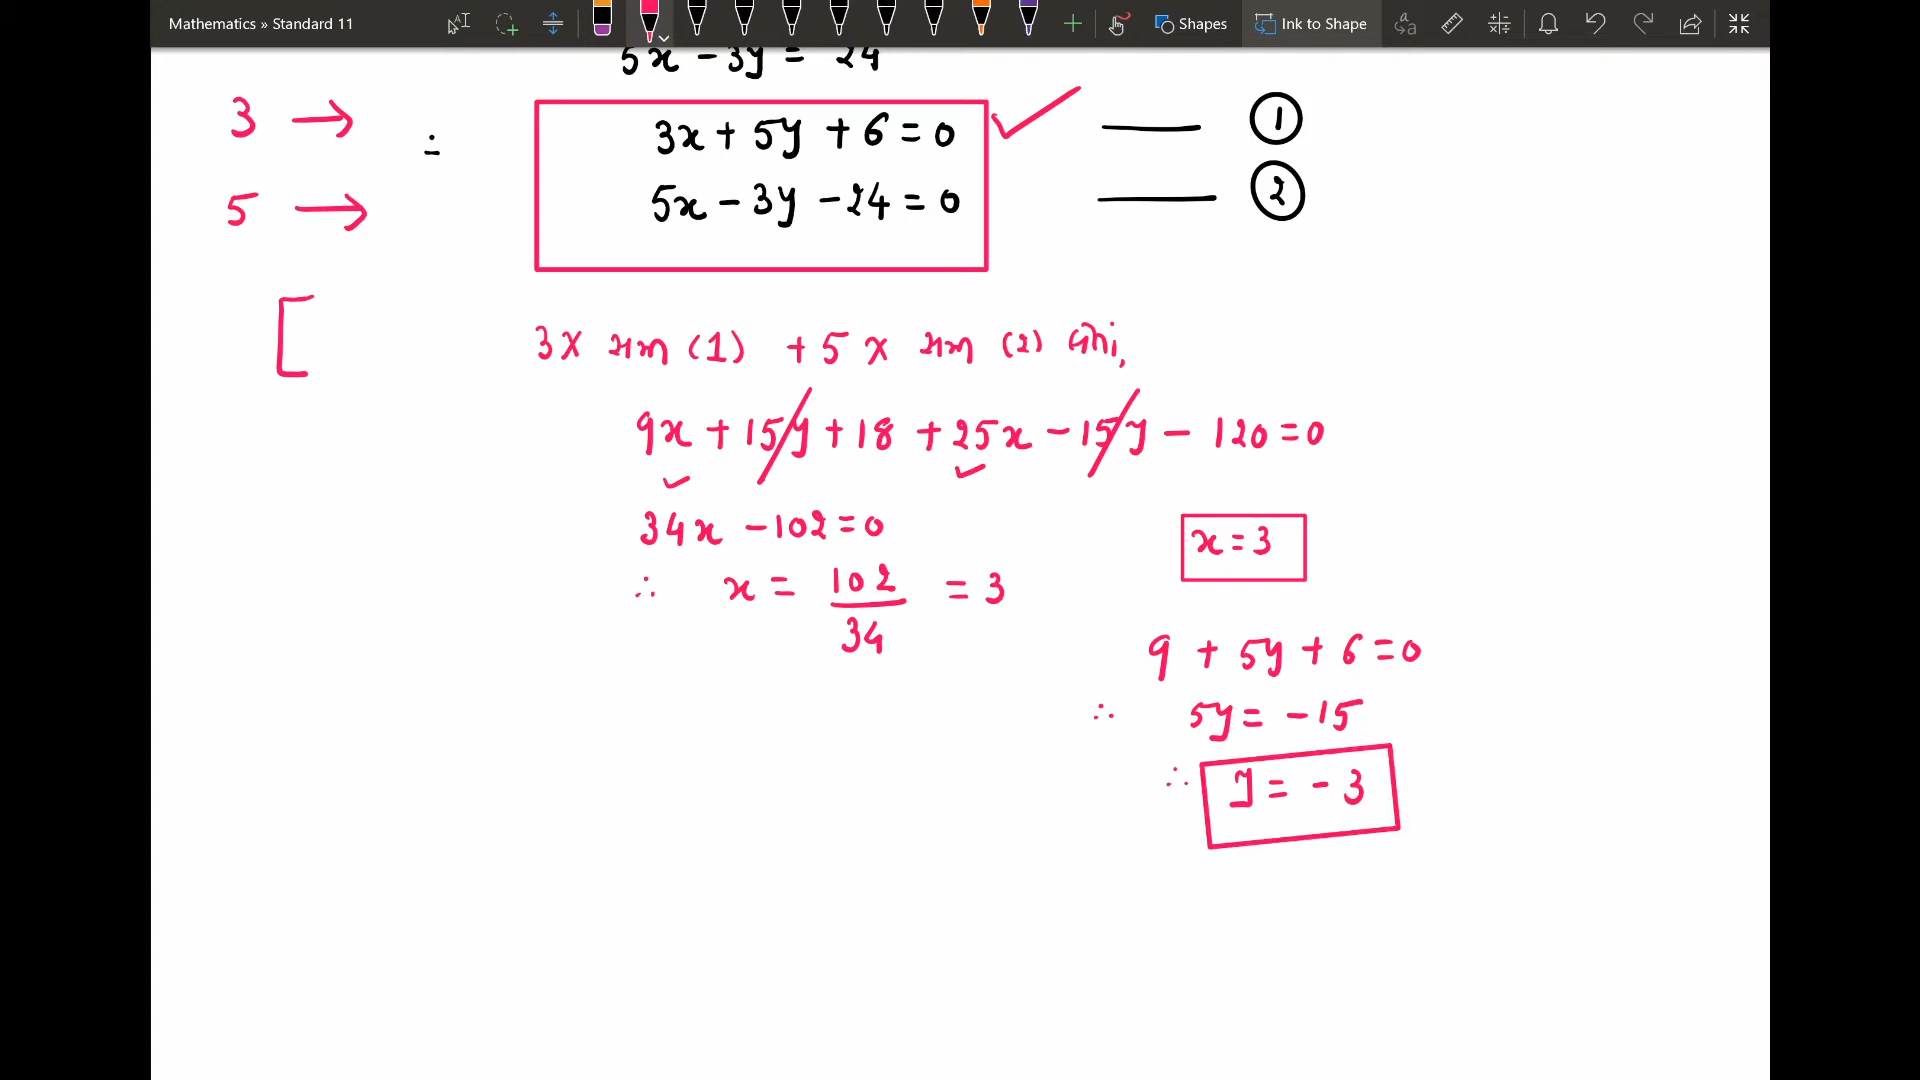 Mathematics » Standard 11
Shapes
Ink to Shape
5x - 3y = 24
3 →
3x + 5y + 6 = 0 ✓ —— ①
5 →
5x - 3y - 24 = 0 —— ②
[
3 x સમ (1) + 5 x સમ (2)
9x + 15y + 18 + 25x - 15y - 120 = 0
34x - 102 = 0
x = 3
∴ x = 102/34 = 3
9 + 5y + 6 = 0
∴ 5y = -15
∴ y = -3